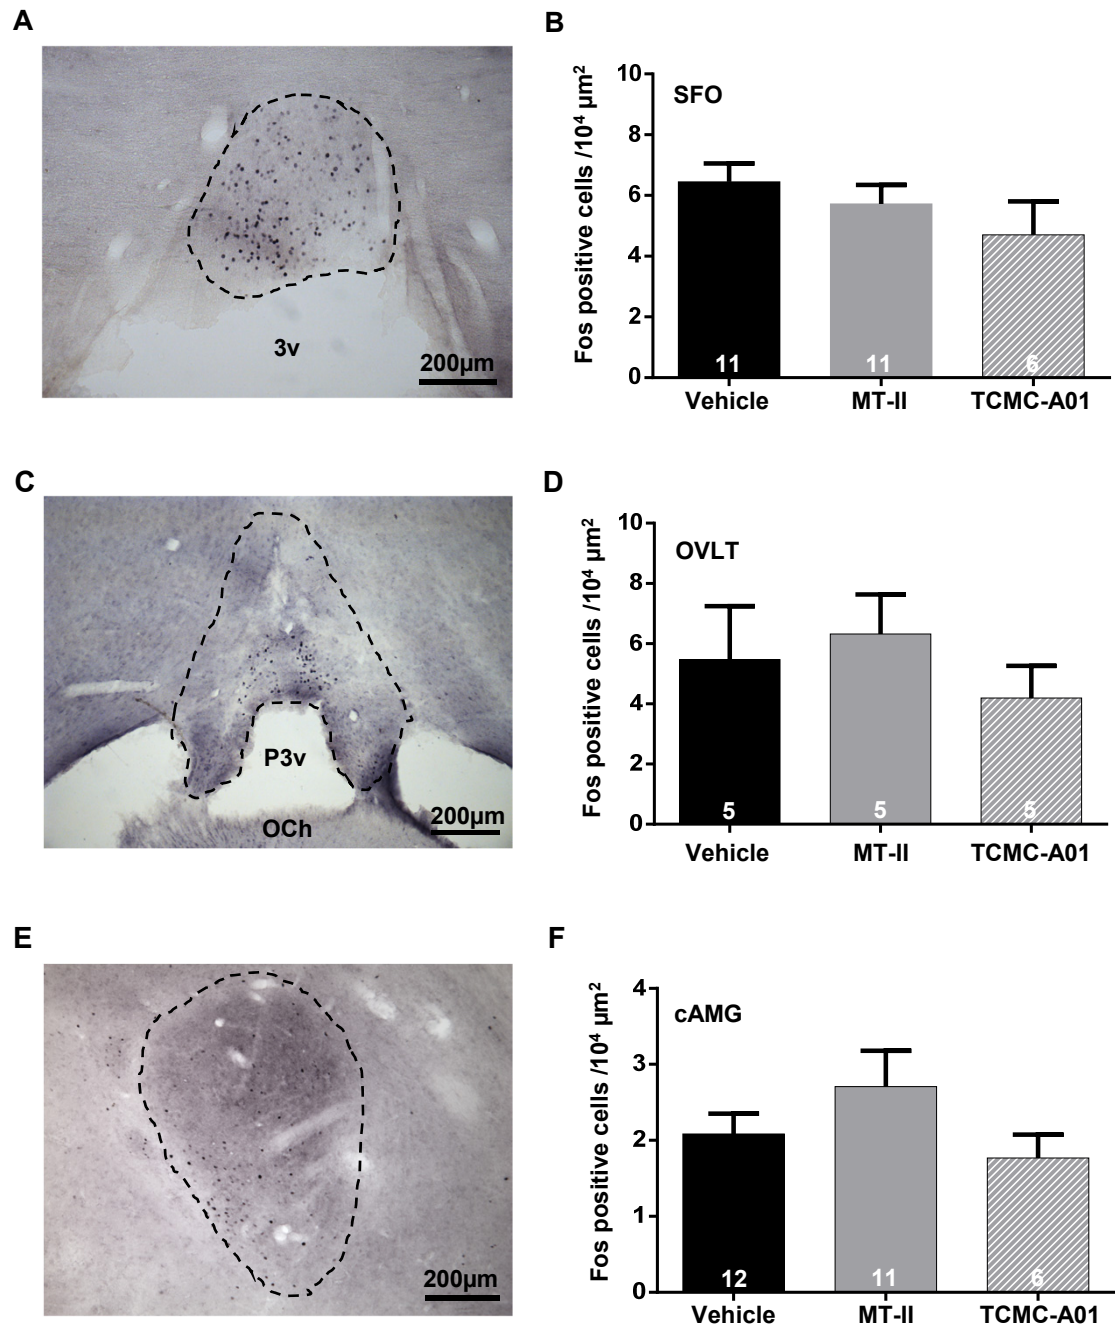 A
3v
200µm
B
Fos positive cells /10⁴ µm²
10
8
6
4
2
0
SFO
11
11
6
Vehicle
MT-II
TCMC-A01
C
P3v
OCh
200µm
D
Fos positive cells /10⁴ µm²
10
8
6
4
2
0
OVLT
5
5
5
Vehicle
MT-II
TCMC-A01
E
200µm
F
Fos positive cells /10⁴ µm²
4
3
2
1
0
cAMG
12
11
6
Vehicle
MT-II
TCMC-A01